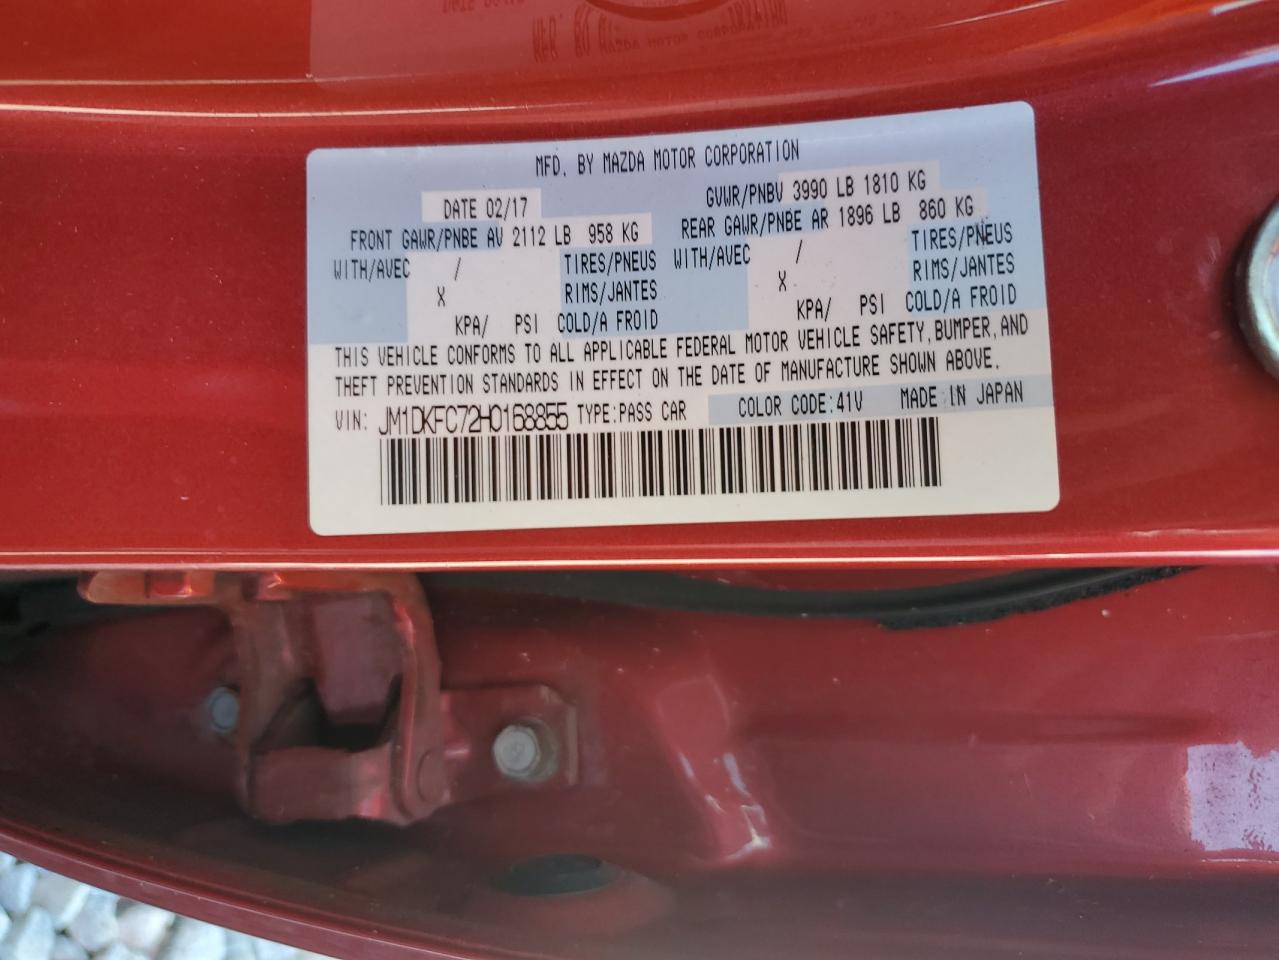 MFD. BY MAZDA MOTOR CORPORATION
DATE 02/17 GVWR/PNBV 3990 LB 1810 KG
FRONT GAWR/PNBE AV 2112 LB 958 KG REAR GAWR/PNBE AR 1896 LB 860 KG
WITH/AVEC / TIRES/PNEUS WITH/AVEC / TIRES/PNEUS
X RIMS/JANTES X RIMS/JANTES
KPA/ PSI COLD/A FROID KPA/ PSI COLD/A FROID
THIS VEHICLE CONFORMS TO ALL APPLICABLE FEDERAL MOTOR VEHICLE SAFETY, BUMPER, AND
THEFT PREVENTION STANDARDS IN EFFECT ON THE DATE OF MANUFACTURE SHOWN ABOVE.
VIN: JM1DKFC72H0168855 TYPE:PASS CAR COLOR CODE:41V MADE IN JAPAN